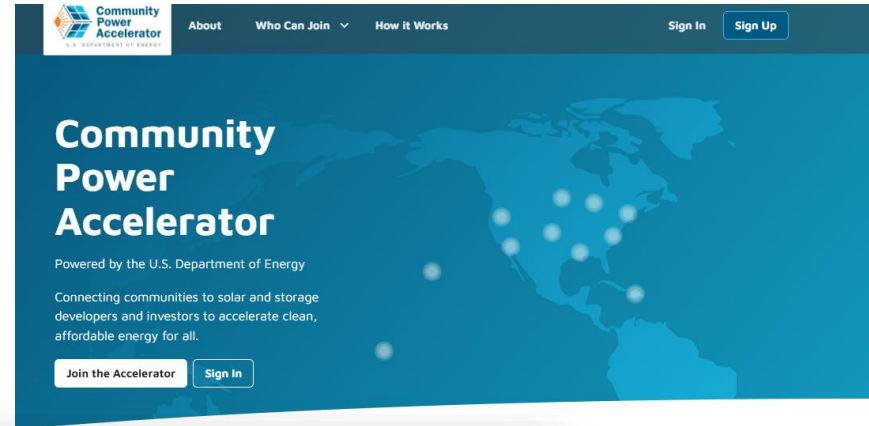 Community
Power
Accelerator
U.S. DEPARTMENT OF ENERGY
About Who Can Join How it Works Sign In Sign Up
Community
Power
Accelerator
Powered by the U.S. Department of Energy
Connecting communities to solar and storage
developers and investors to accelerate clean,
affordable energy for all.
Join the Accelerator Sign In